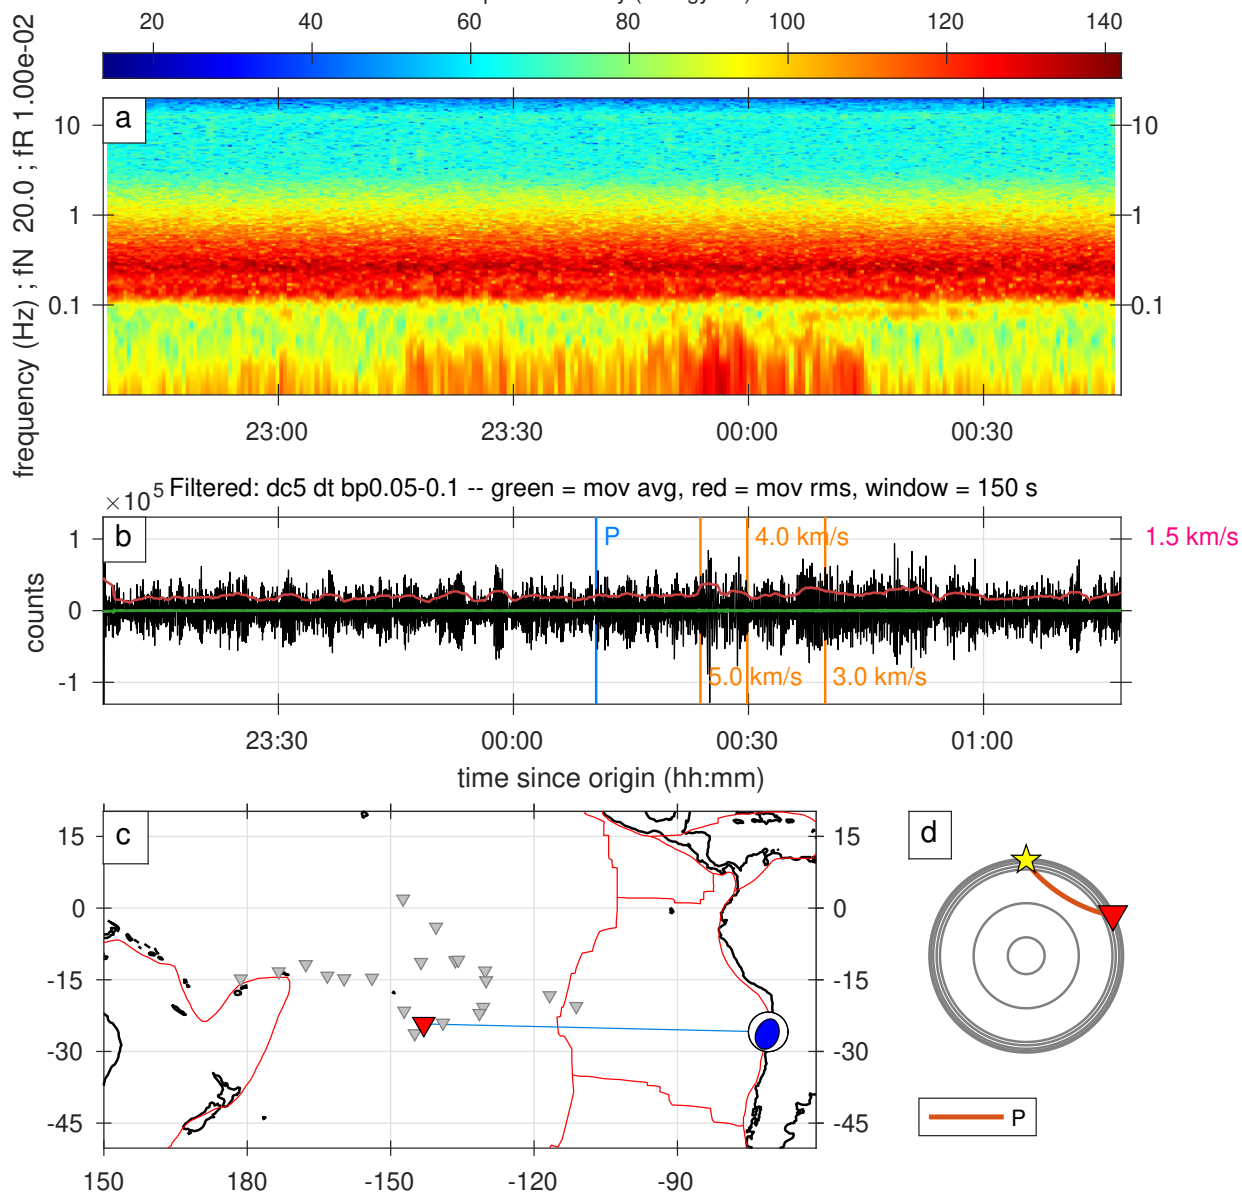 20 40 60 80 100 120 140
frequency (Hz) ; fN 20.0 ; fR 1.00e-02
a
10 10
1 1
0.1 0.1
23:00 23:30 00:00 00:30
×10 5 Filtered: dc5 dt bp0.05-0.1 -- green = mov avg, red = mov rms, window = 150 s
b
counts
1
0
-1
P
4.0 km/s
1.5 km/s
5.0 km/s
3.0 km/s
23:30 00:00 00:30 01:00
time since origin (hh:mm)
c
15 15
0 0
-15 -15
-30 -30
-45 -45
150 180 -150 -120 -90
d
P